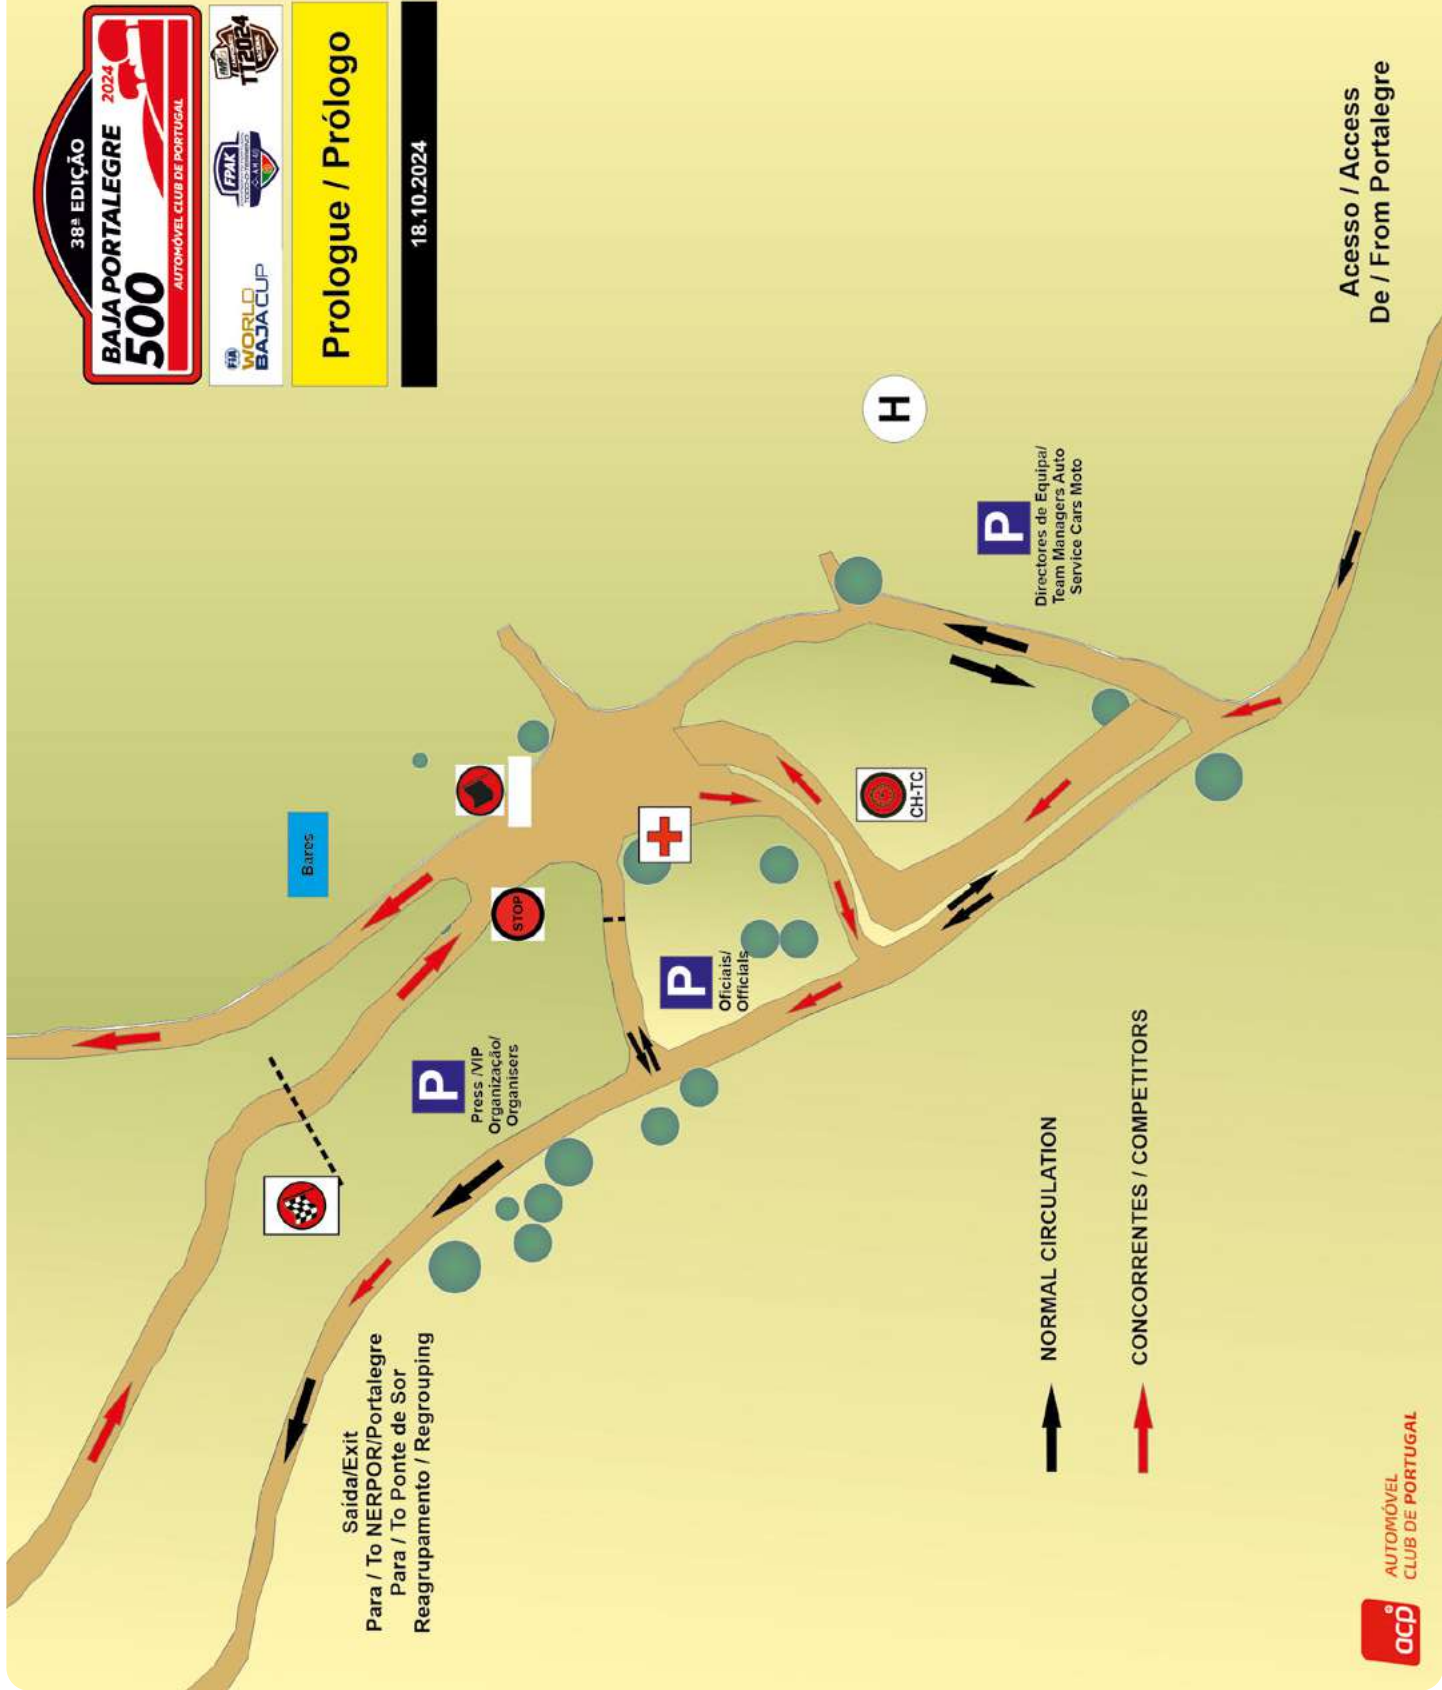 38ª EDIÇÃO
BAJA PORTALEGRE 2024
500
AUTOMÓVEL CLUB DE PORTUGAL
FIA
WORLD
BAJA CUP
FPAK
TT2024
Prologue / Prólogo
18.10.2024
Acesso / Access
De / From Portalegre
H
P
Directores de Equipa/
Team Managers Auto
Service Cars Moto
Bares
STOP
CH-TC
P
Oficiais/
Officials
P
Press /VIP
Organização/
Organisers
Saída/Exit
Para / To NERPOR/Portalegre
Para / To Ponte de Sor
Reagrupamento / Regrouping
NORMAL CIRCULATION
CONCORRENTES / COMPETITORS
acp
AUTOMÓVEL
CLUB DE PORTUGAL